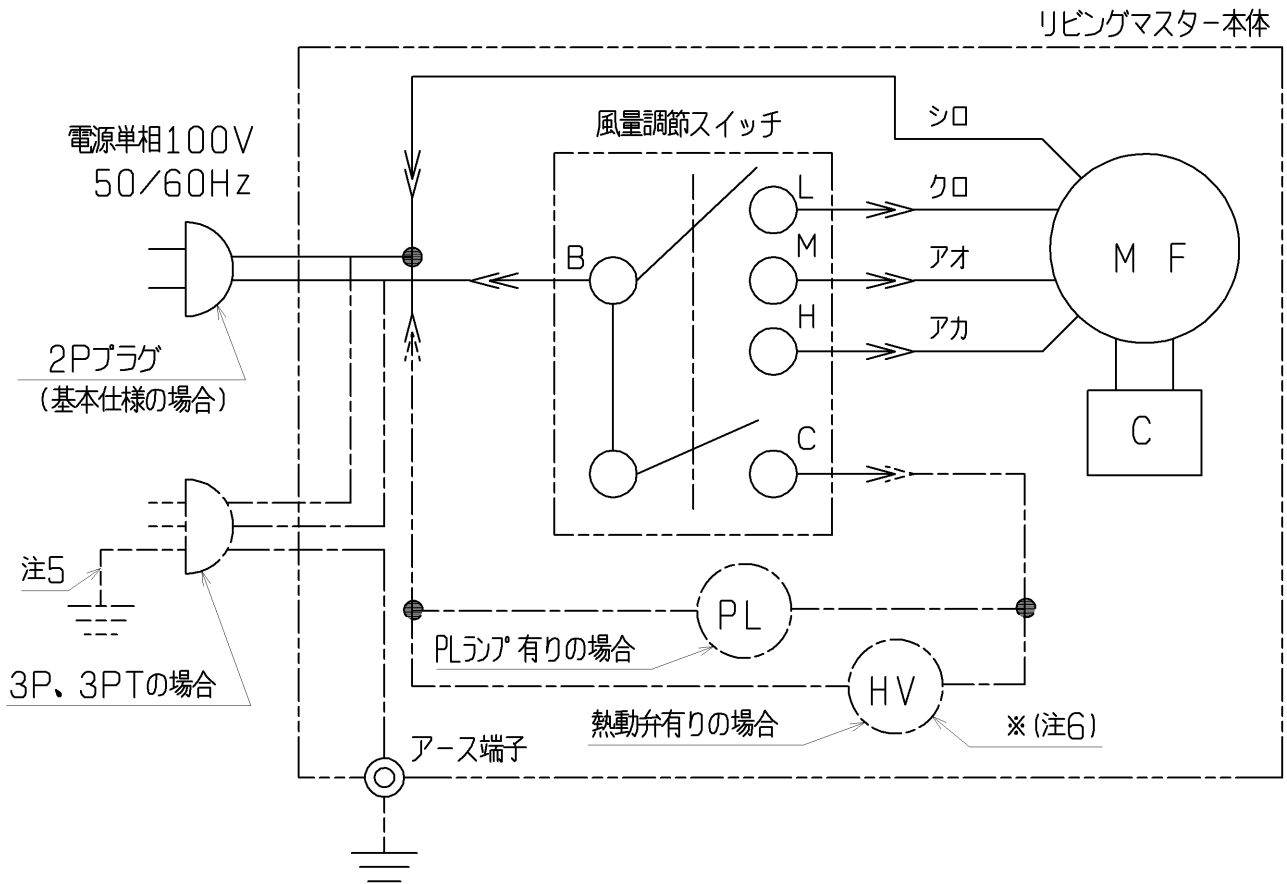 リビングマスター本体
電源単相100V
50/60Hz
風量調節スイッチ
シロ
L
クロ
B
M
アオ
M F
H
アカ
2Pプラグ
(基本仕様の場合)
C
C
注5
PL
PLランプ有りの場合
3P、3PTの場合
HV
熱動弁有りの場合
※(注6)
アース端子